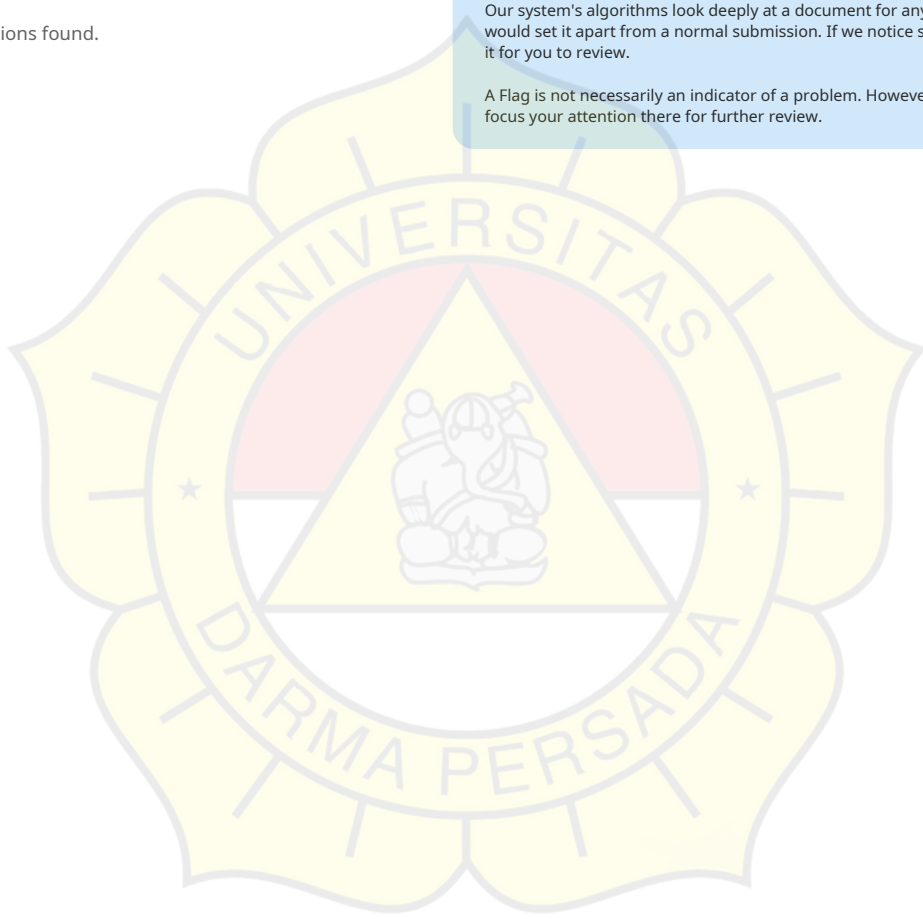 ions found.
Our system's algorithms look deeply at a document for any
would set it apart from a normal submission. If we notice s
it for you to review.
A Flag is not necessarily an indicator of a problem. Howeve
focus your attention there for further review.
UNIVERSITAS
DARMA PERSADA